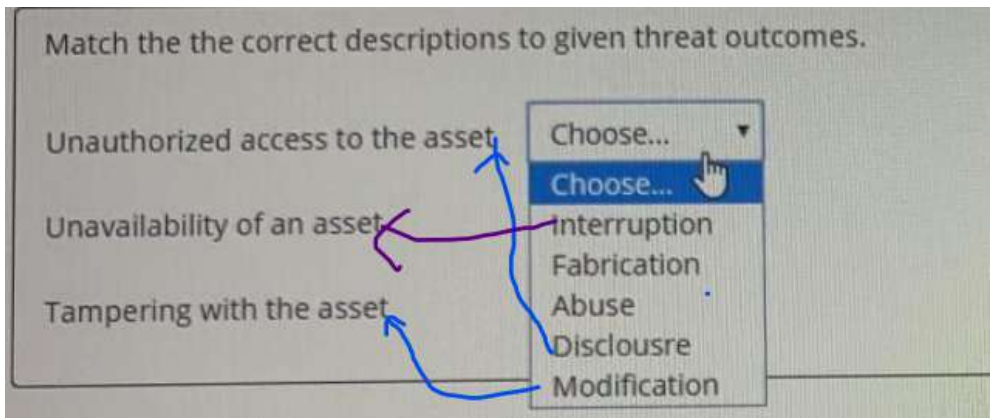 Match the the correct descriptions to given threat outcomes.
Unauthorized access to the asset
Choose...
Choose...
Unavailability of an asset
Interruption
Fabrication
Tampering with the asset
Abuse
Disclousre
Modification